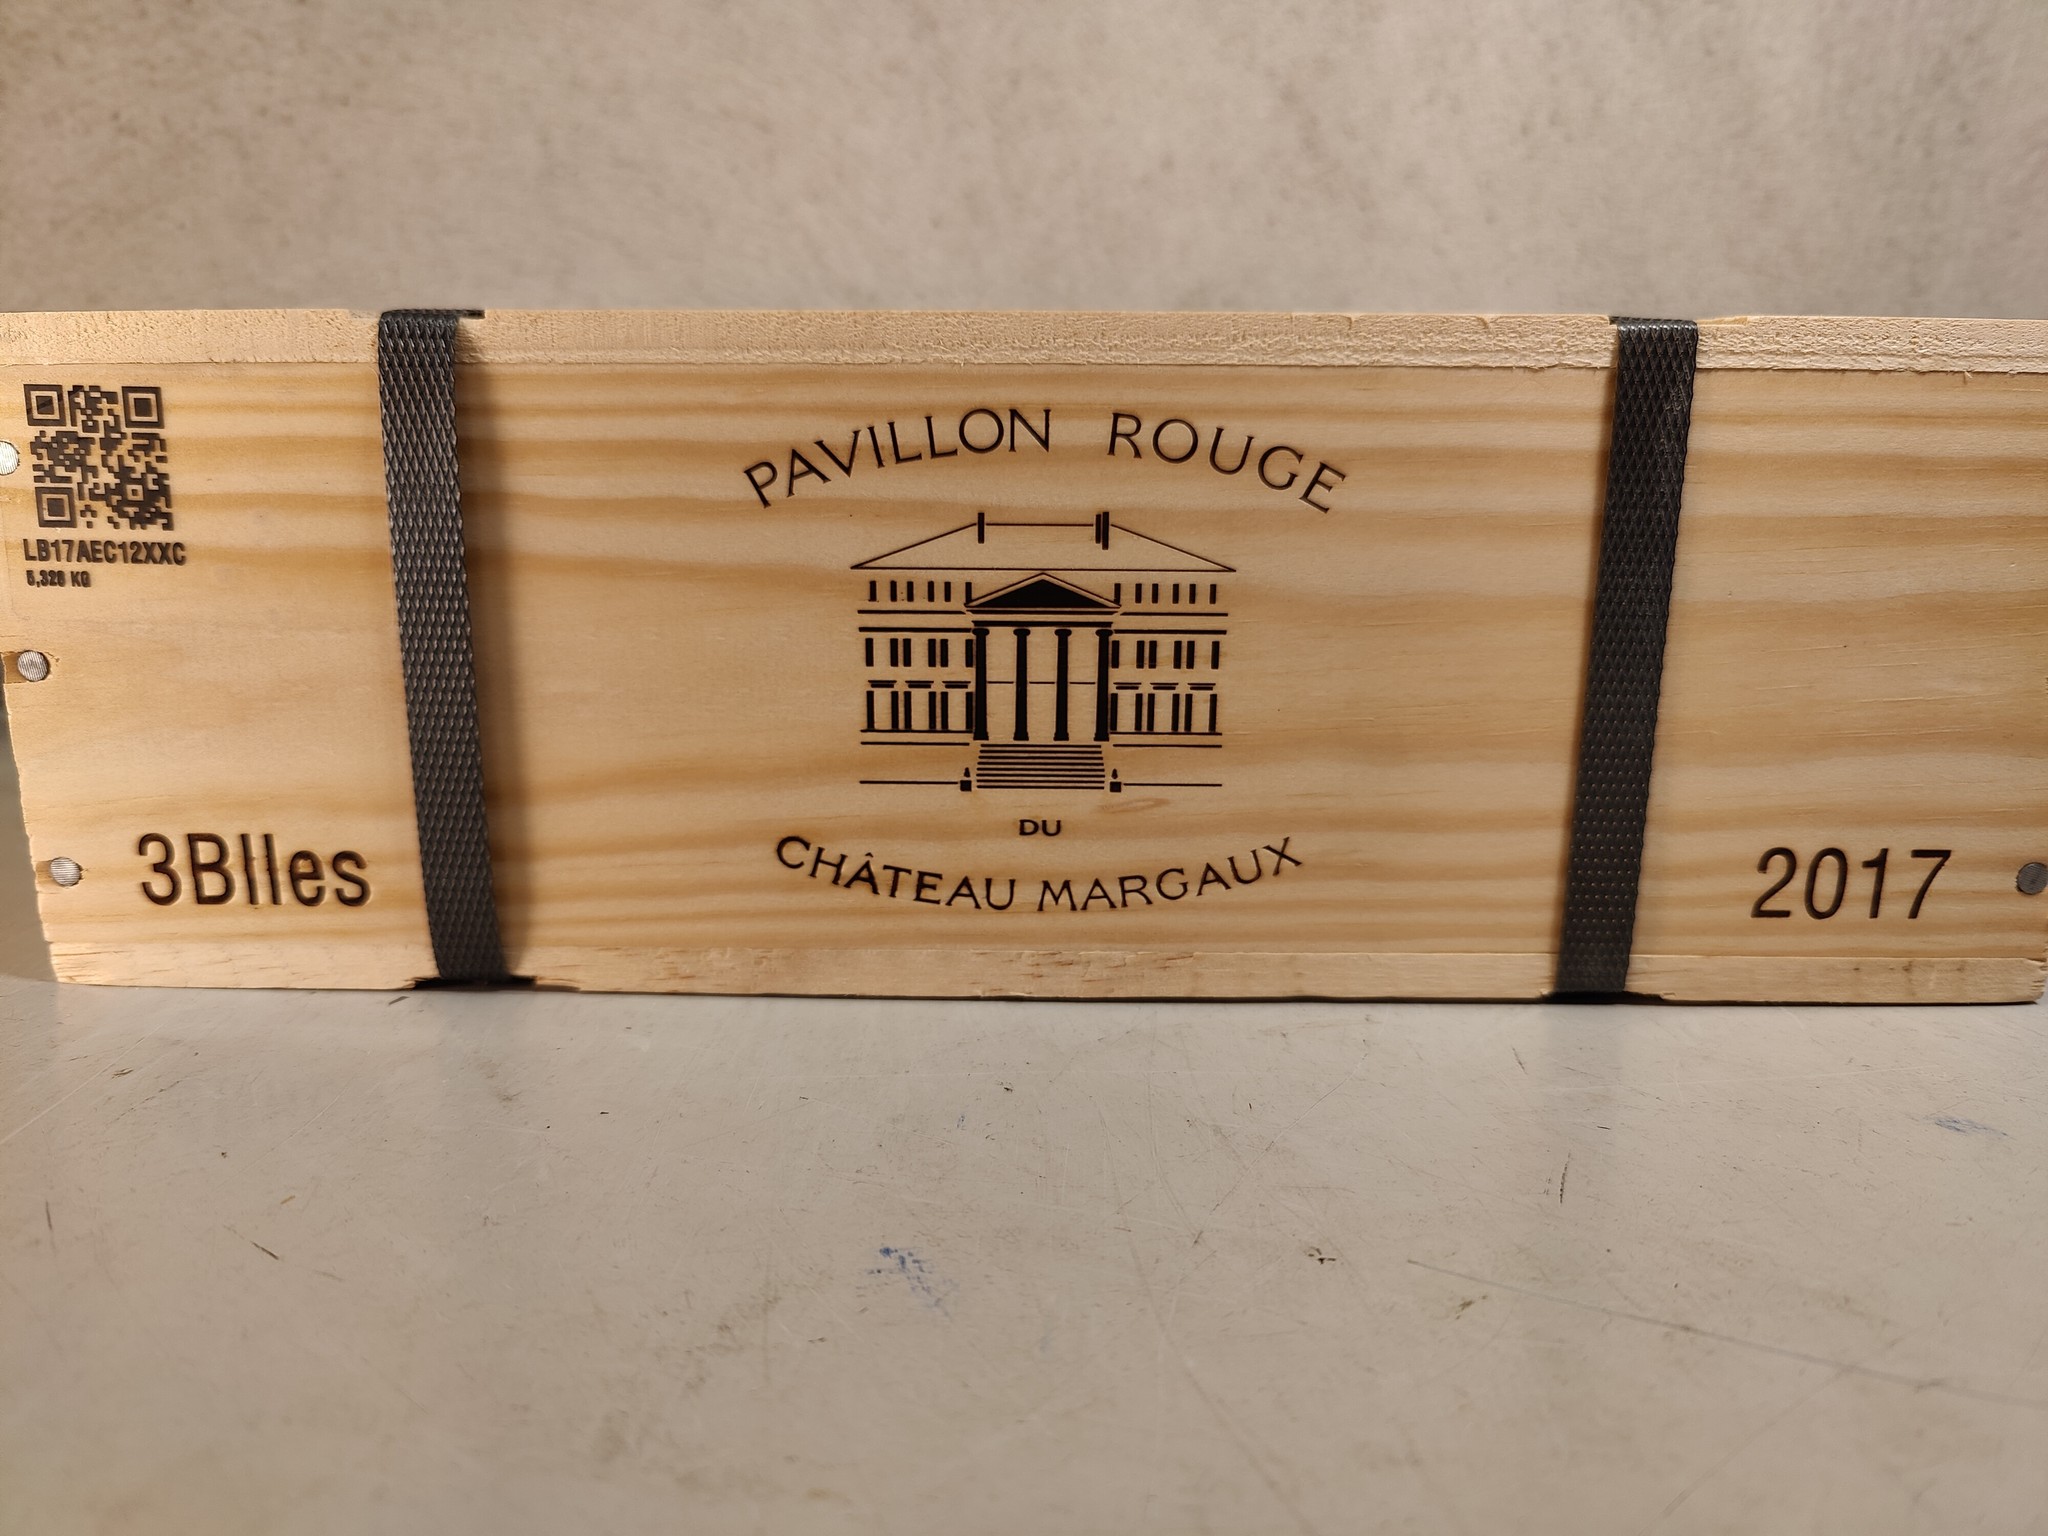 PAVILLON ROUGE
LB17AEC12XXC
5,328 KG
DU
CHÂTEAU MARGAUX
3Blles
2017